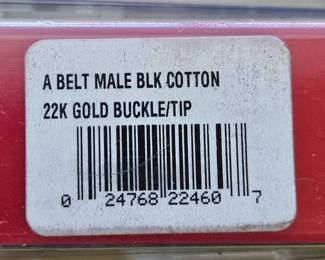 A BELT MALE BLK COTTON
22K GOLD BUCKLE/TIP
0 24768 22460 7